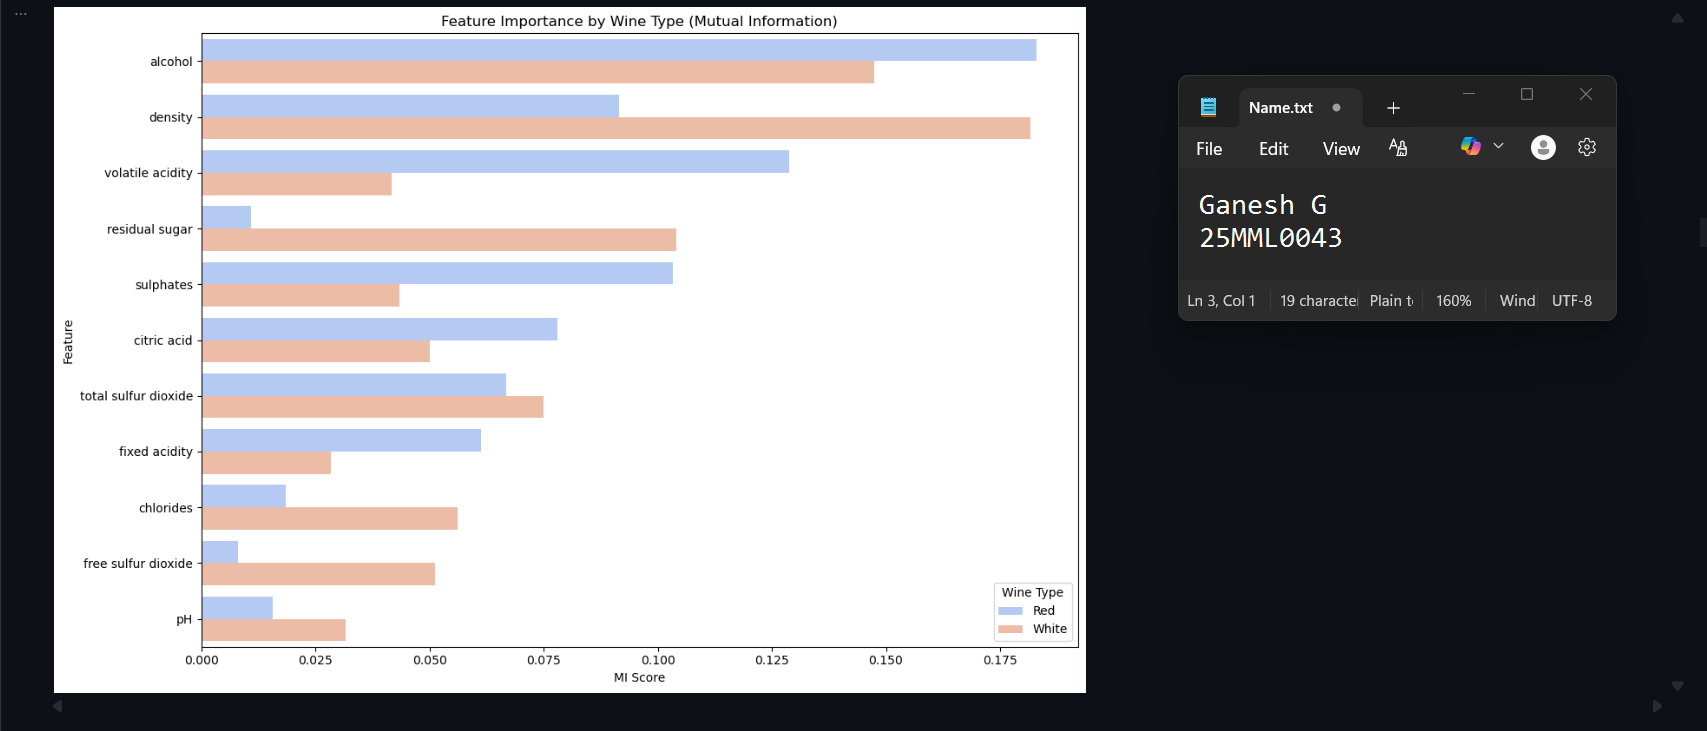 ...
Feature Importance by Wine Type (Mutual Information)
alcohol
density
volatile acidity
residual sugar
sulphates
citric acid
total sulfur dioxide
fixed acidity
chlorides
free sulfur dioxide
pH
Feature
0.000 0.025 0.050 0.075 0.100 0.125 0.150 0.175
MI Score
Wine Type
Red
White
Name.txt
File Edit View
Ganesh G
25MML0043
Ln 3, Col 1 19 character Plain t 160% Wind UTF-8